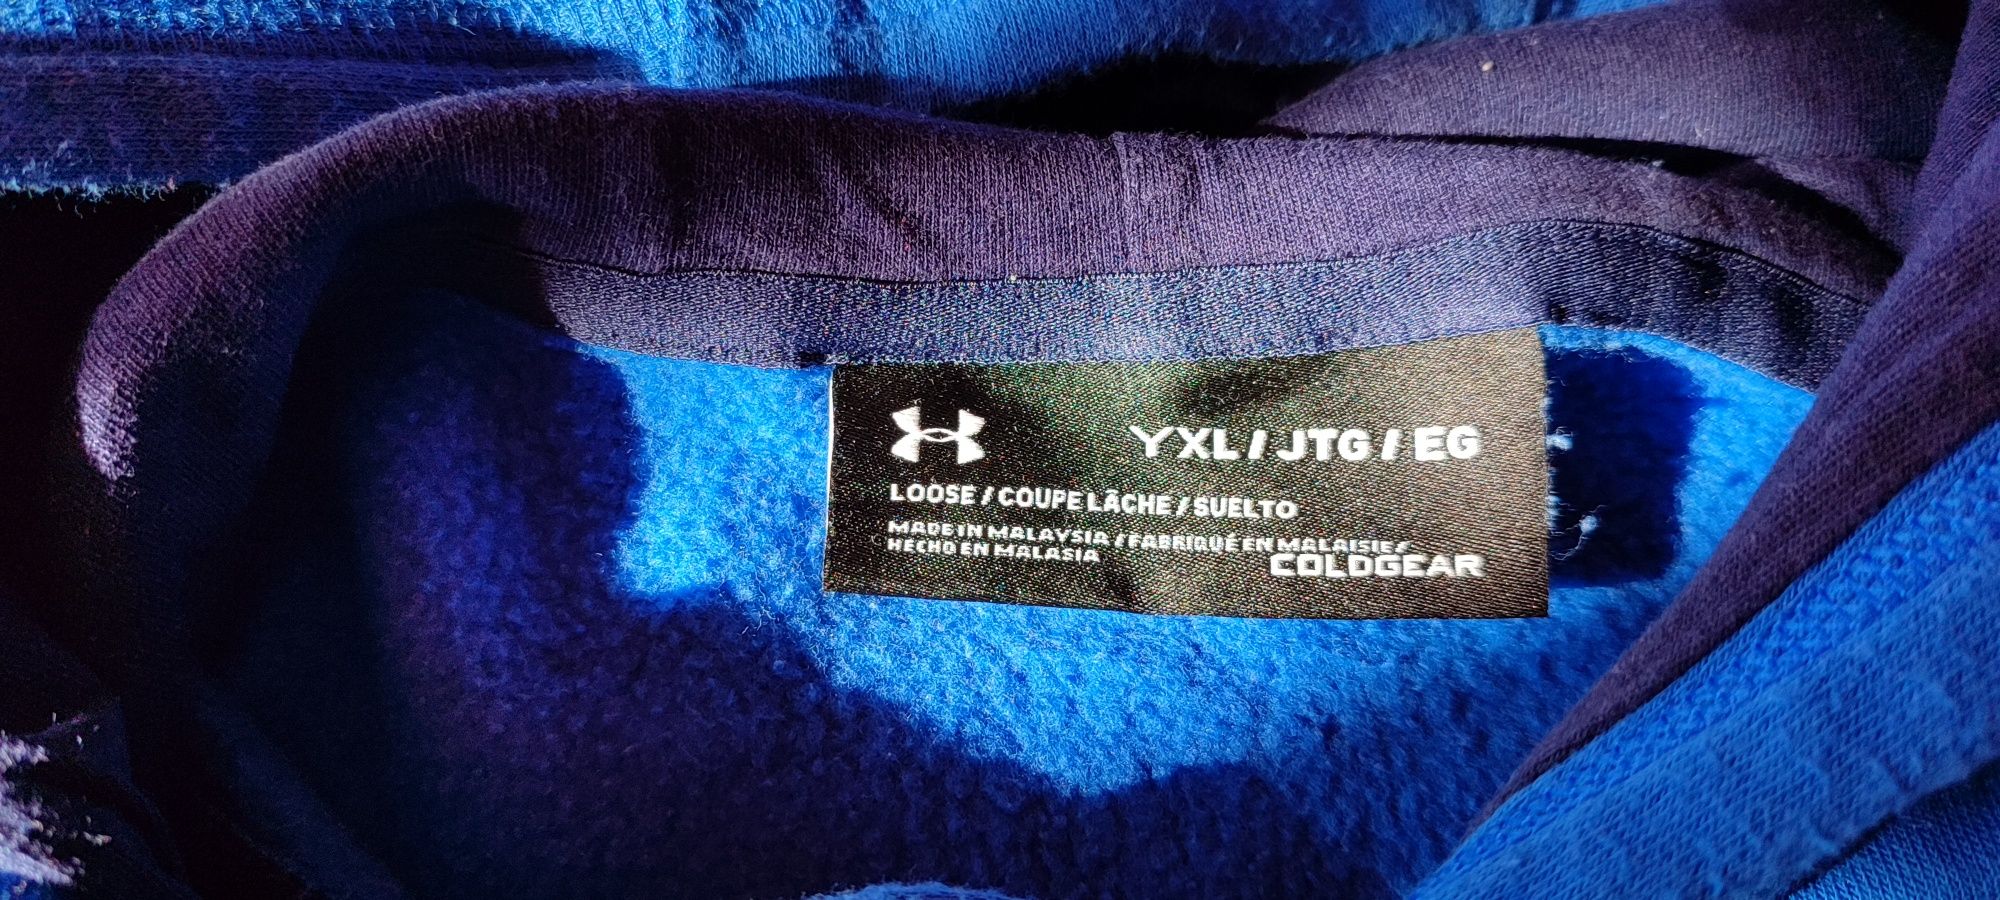 YXL / JTG / EG
LOOSE / COUPE LÂCHE / SUELTO
MADE IN MALAYSIA / FABRIQUÉ EN MALAISIE /
HECHO EN MALASIA
COLDGEAR